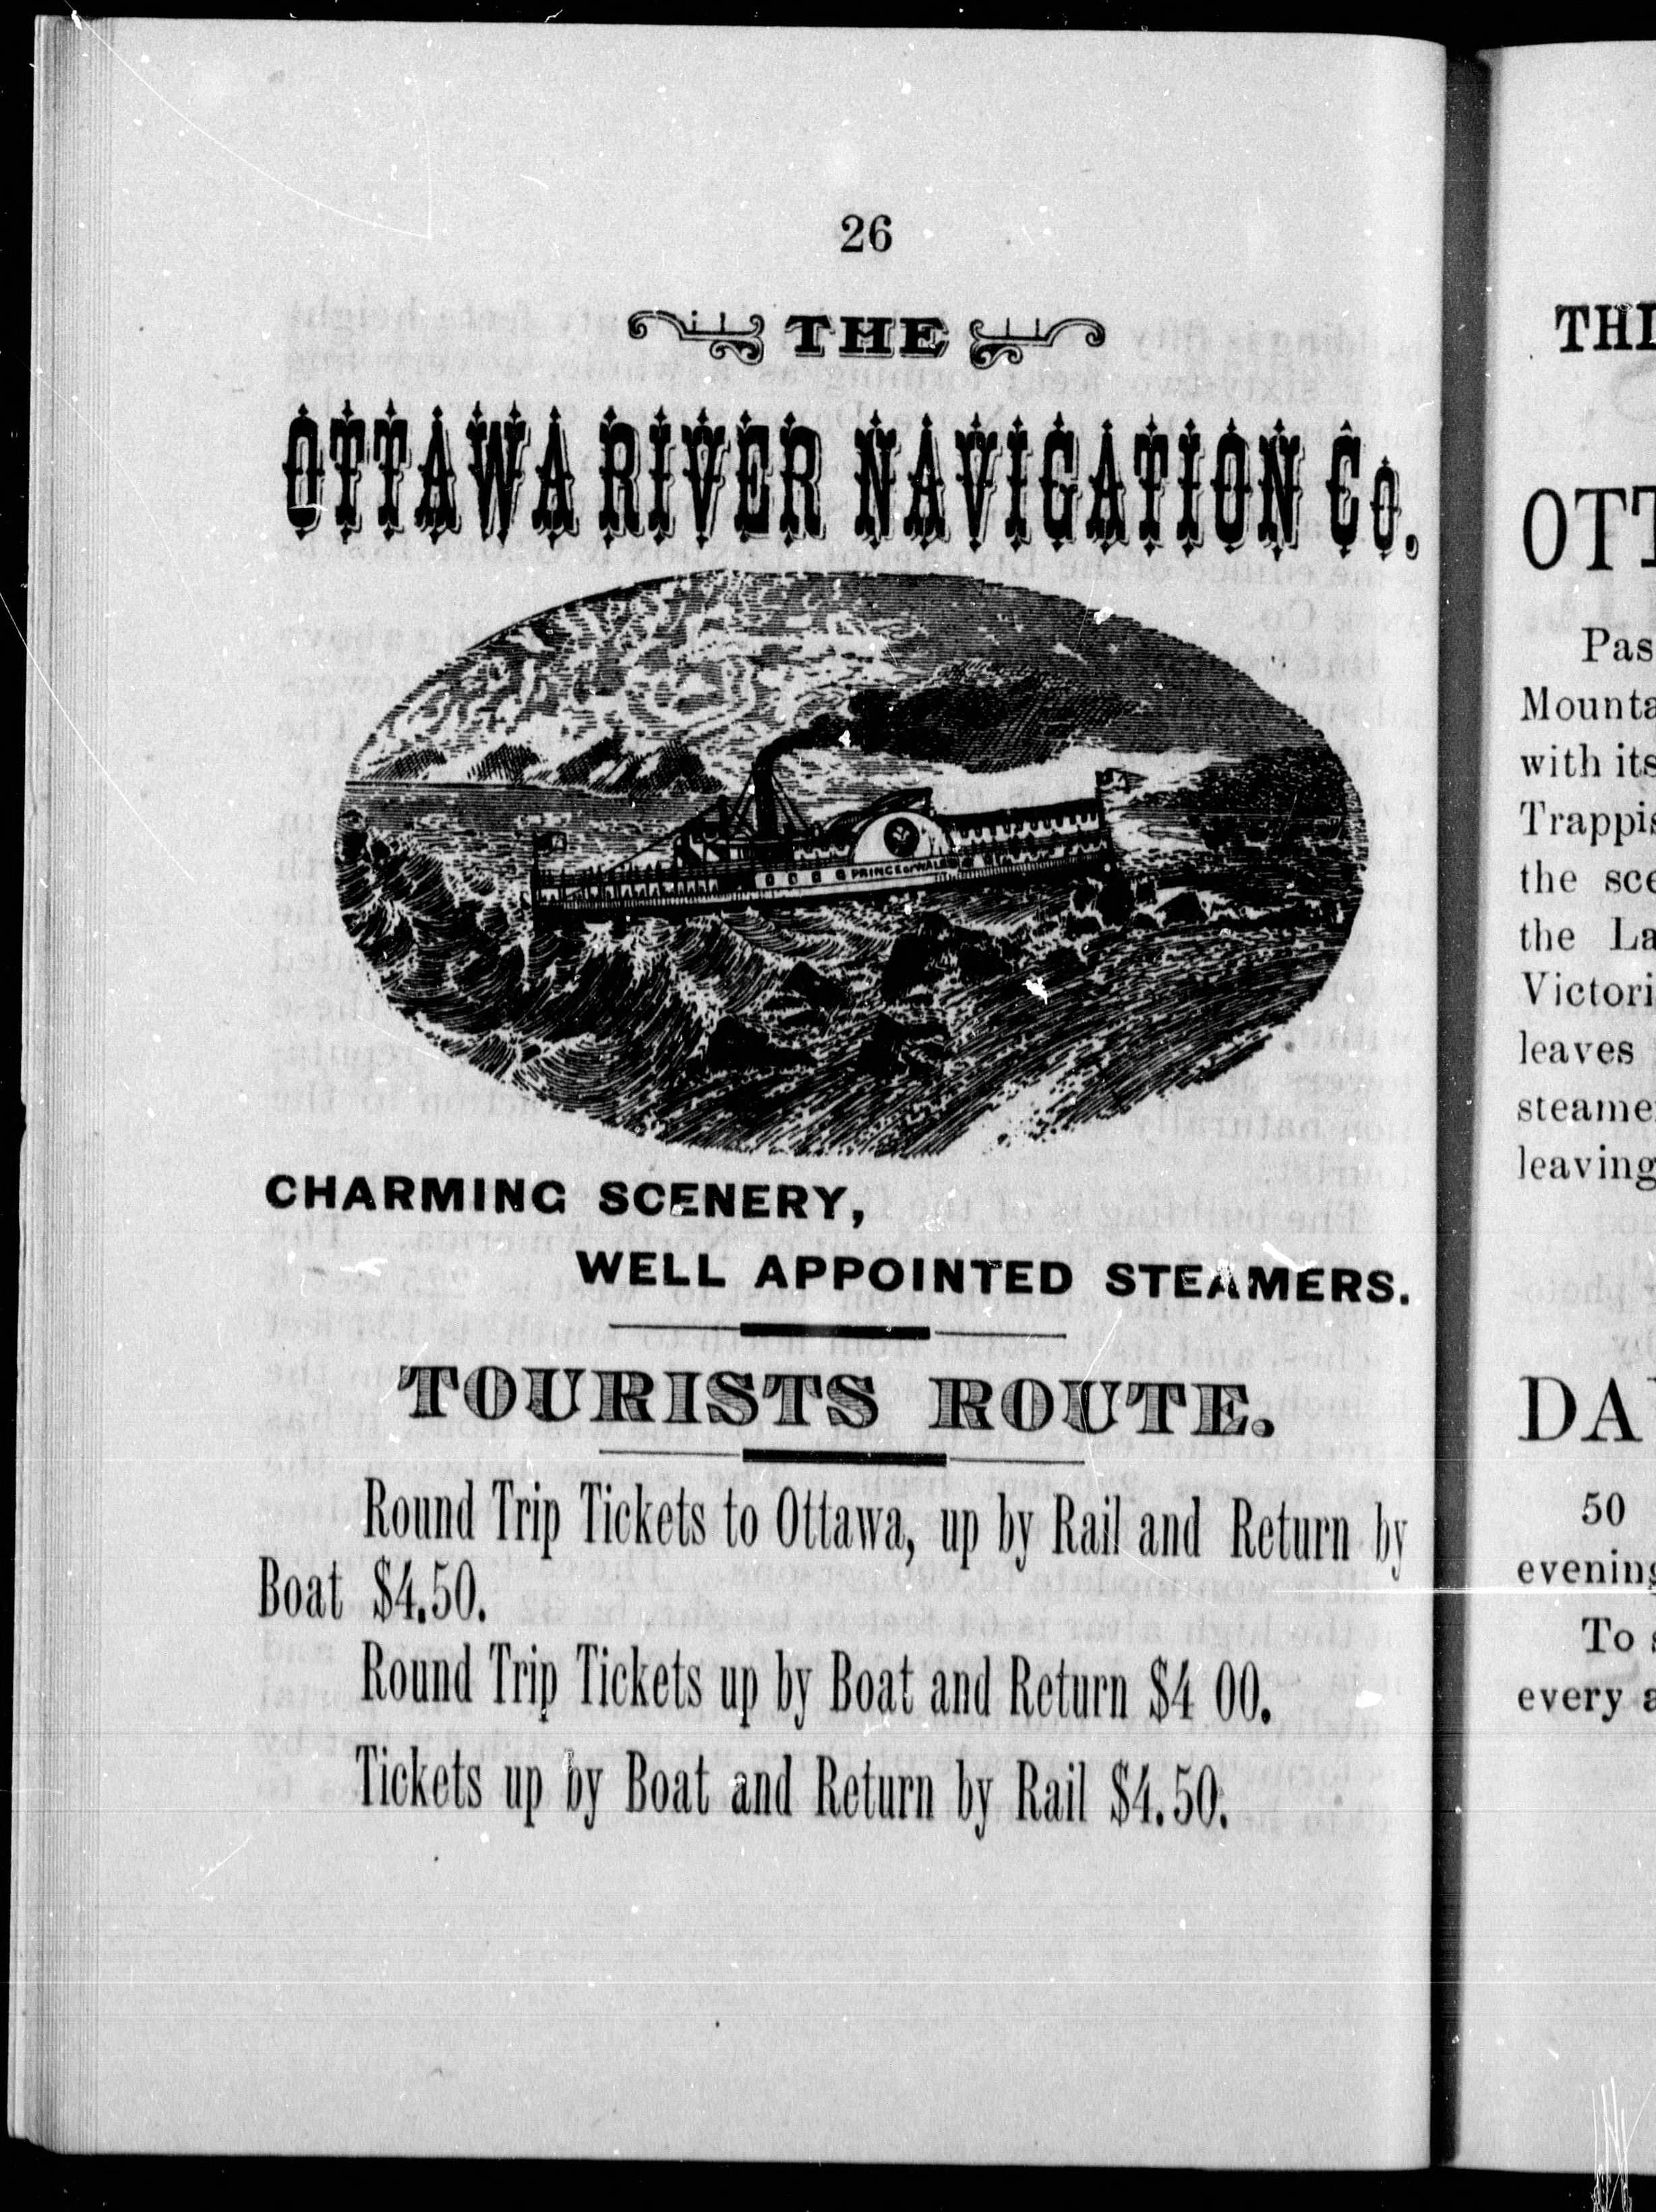 26
THE
OTTAWA RIVER NAVIGATION Co.
PRINCE OF WALES
CHARMING SCENERY,
WELL APPOINTED STEAMERS.
TOURISTS ROUTE.
Round Trip Tickets to Ottawa, up by Rail and Return by
Boat $4.50.
Round Trip Tickets up by Boat and Return $4 00.
Tickets up by Boat and Return by Rail $4.50.
THE
OTT
Pas
Mounta
with its
Trappis
the sce
the La
Victori
leaves
steamer
leaving
DA
50
evening
To
every a